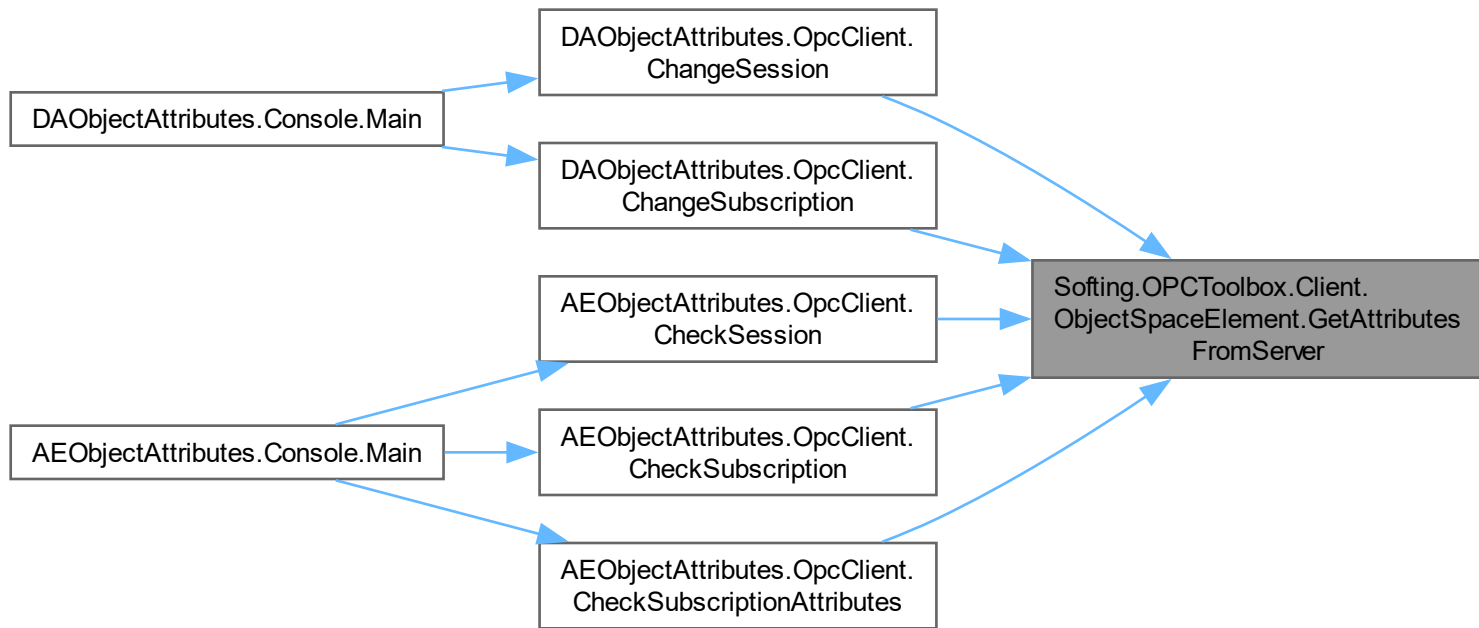 DAObjectAttributes.OpcClient.
ChangeSession
DAObjectAttributes.Console.Main
DAObjectAttributes.OpcClient.
ChangeSubscription
Softing.OPCToolbox.Client.
ObjectSpaceElement.GetAttributes
FromServer
AEObjectAttributes.OpcClient.
CheckSession
AEObjectAttributes.Console.Main
AEObjectAttributes.OpcClient.
CheckSubscription
AEObjectAttributes.OpcClient.
CheckSubscriptionAttributes